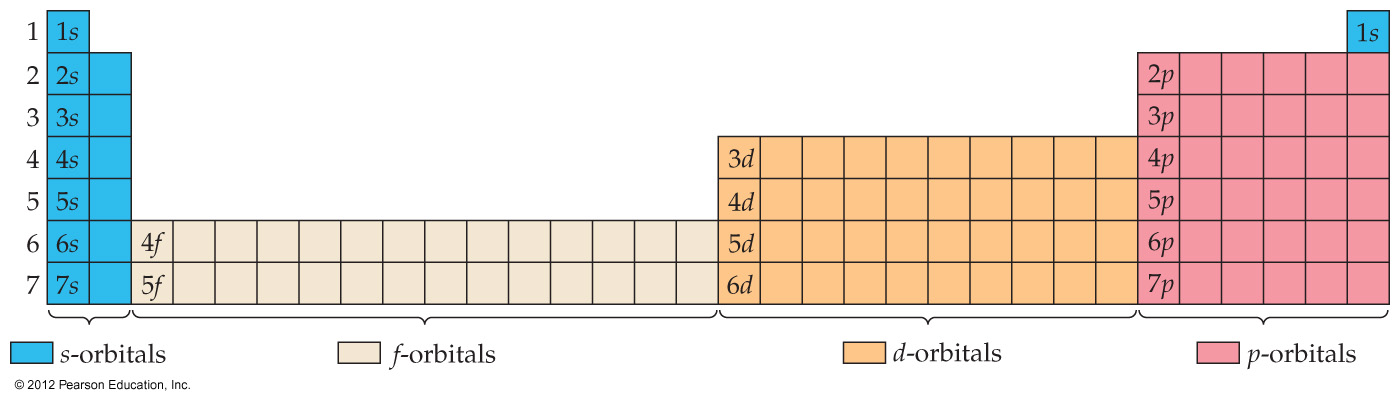 1 1s 1s
2 2s 2p
3 3s 3p
4 4s 3d 4p
5 5s 4d 5p
6 6s 4f 5d 6p
7 7s 5f 6d 7p
s-orbitals f-orbitals d-orbitals p-orbitals
© 2012 Pearson Education, Inc.